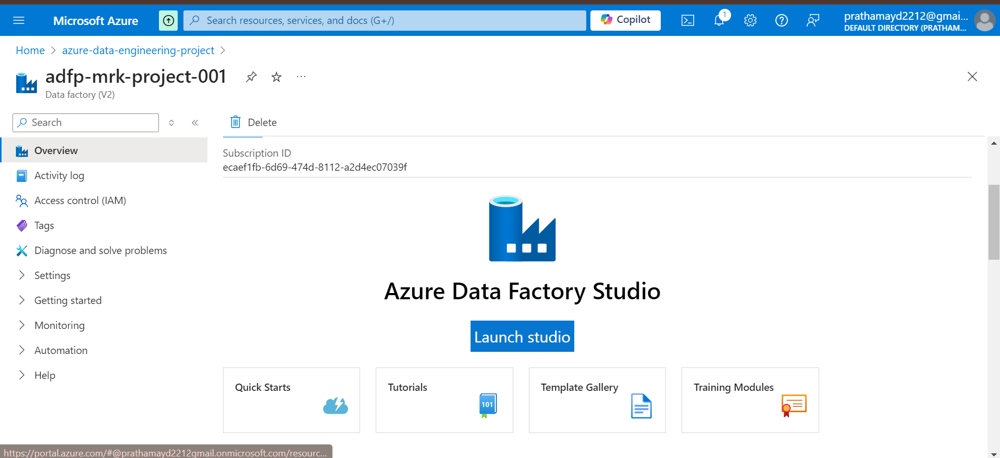 Microsoft Azure
Search resources, services, and docs (G+/)
Copilot
1
prathamayd2212@gmai...
DEFAULT DIRECTORY (PRATHAM...
Home > azure-data-engineering-project >
adfp-mrk-project-001
Data factory (V2)
Search
Delete
Overview
Activity log
Access control (IAM)
Tags
Diagnose and solve problems
Settings
Getting started
Monitoring
Automation
Help
Subscription ID
ecaef1fb-6d69-474d-8112-a2d4ec07039f
Azure Data Factory Studio
Launch studio
Quick Starts
Tutorials
101
Template Gallery
Training Modules
https://portal.azure.com/#@prathamayd2212gmail.onmicrosoft.com/resourc...